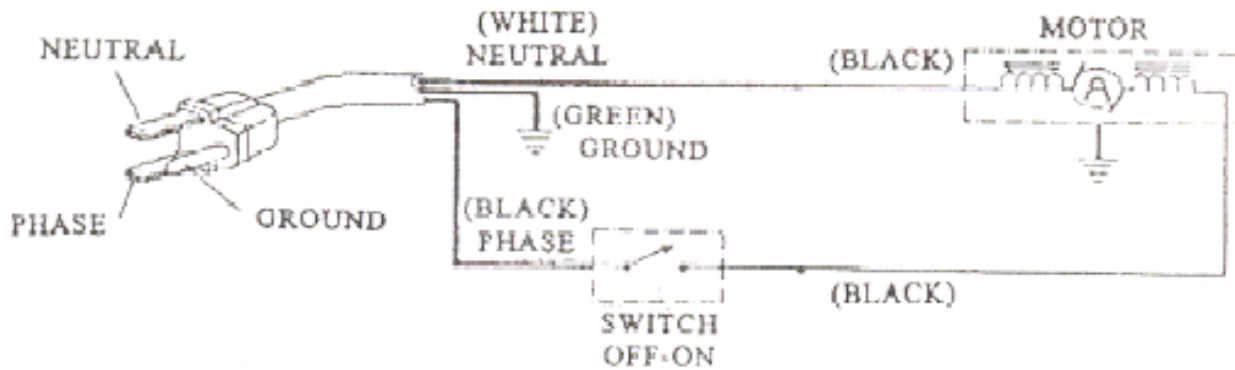 (WHITE)
NEUTRAL
NEUTRAL
(BLACK)
MOTOR
A
(GREEN)
GROUND
PHASE
GROUND
(BLACK)
PHASE
(BLACK)
SWITCH
OFF-ON